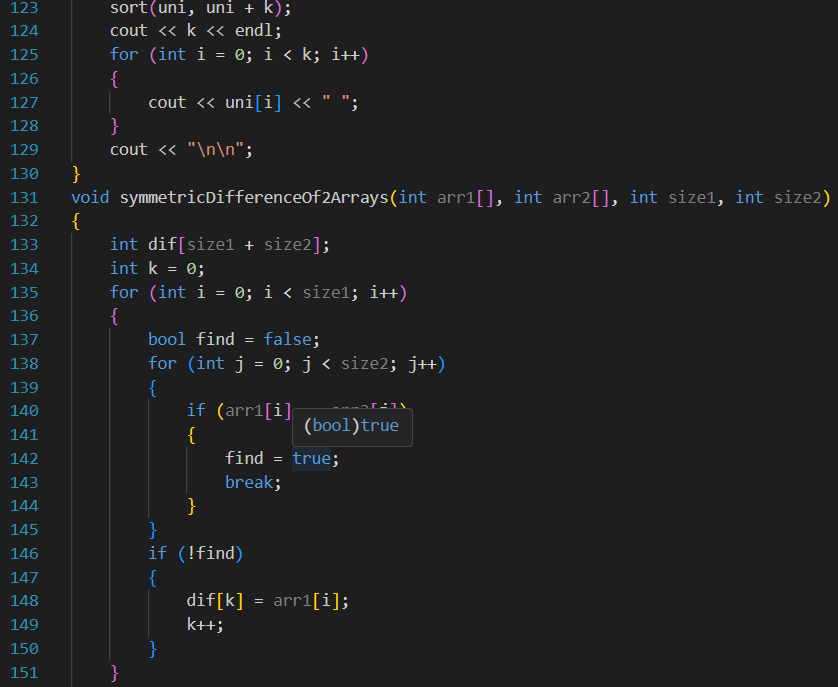 123 sort(uni, uni + k);
124 cout << k << endl;
125 for (int i = 0; i < k; i++)
126 {
127 cout << uni[i] << " ";
128 }
129 cout << "\n\n";
130 }
131 void symmetricDifferenceOf2Arrays(int arr1[], int arr2[], int size1, int size2)
132 {
133 int dif[size1 + size2];
134 int k = 0;
135 for (int i = 0; i < size1; i++)
136 {
137 bool find = false;
138 for (int j = 0; j < size2; j++)
139 {
140 if (arr1[i]
(bool)true
141 {
142 find = true;
143 break;
144 }
145 }
146 if (!find)
147 {
148 dif[k] = arr1[i];
149 k++;
150 }
151 }